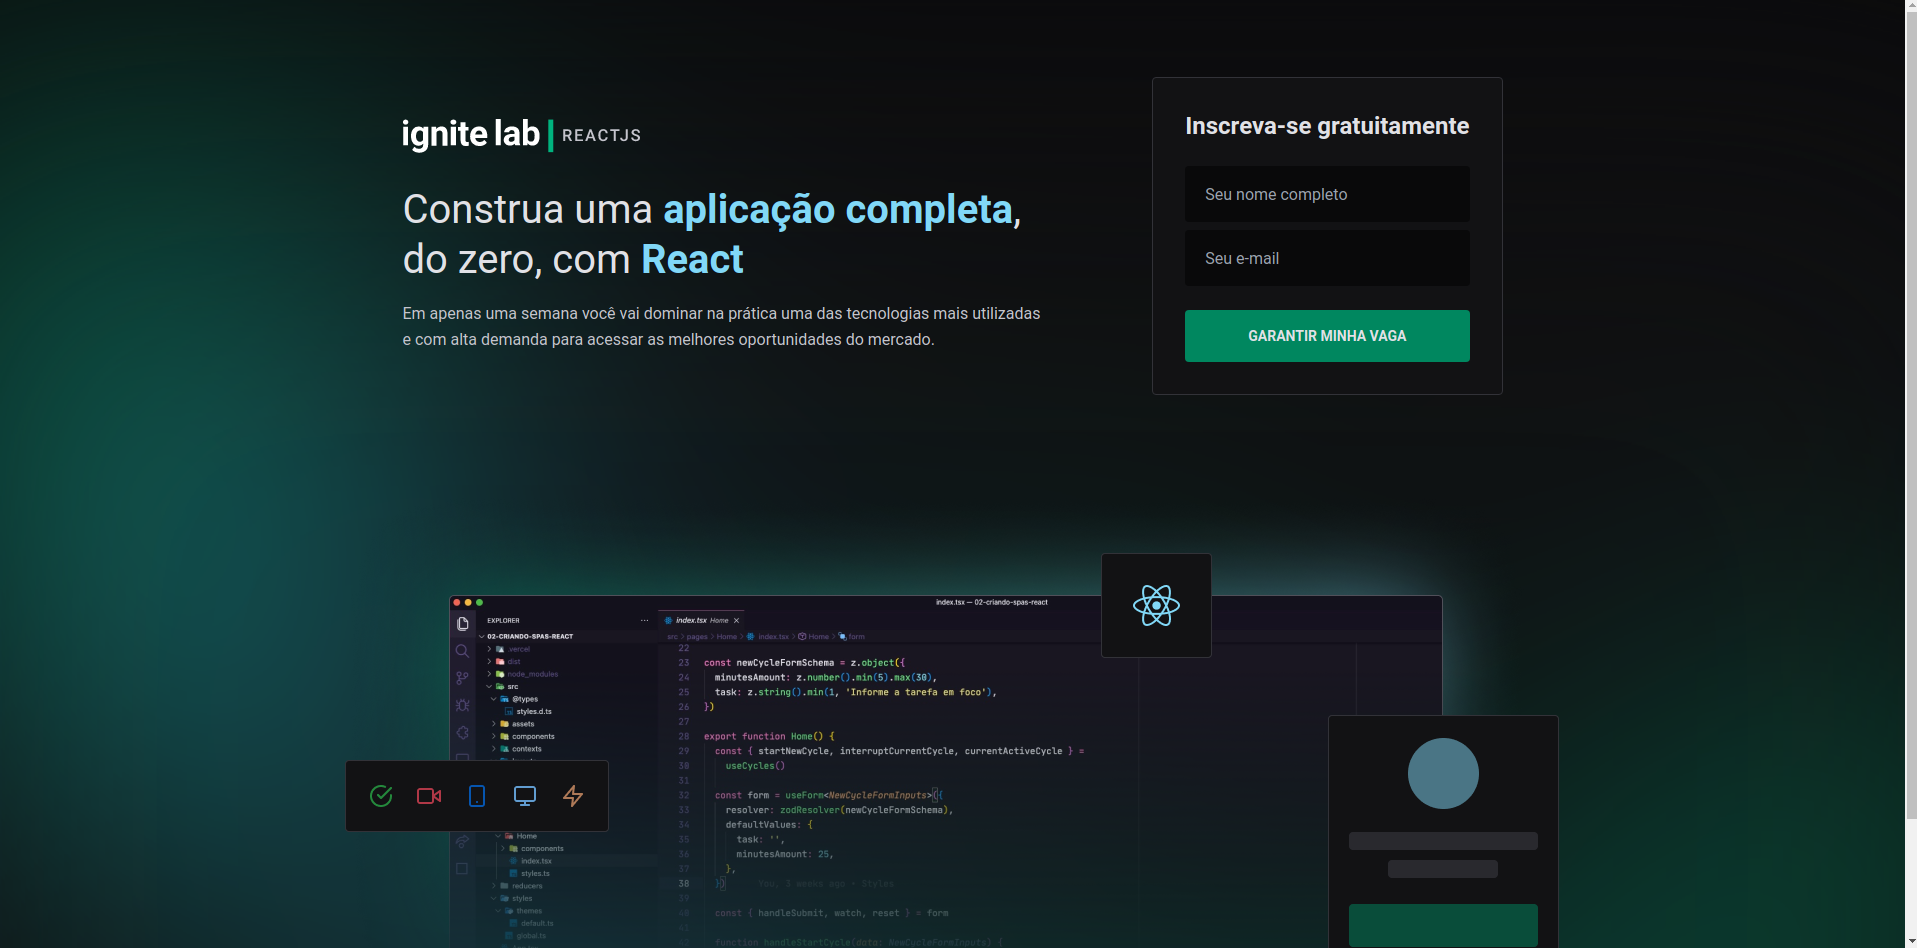 ignite lab | REACTJS
Construa uma aplicação completa,
do zero, com React
Em apenas uma semana você vai dominar na prática uma das tecnologias mais utilizadas
e com alta demanda para acessar as melhores oportunidades do mercado.
Inscreva-se gratuitamente
Seu nome completo
Seu e-mail
GARANTIR MINHA VAGA
index.tsx — 02-criando-spas-react
EXPLORER
02-CRIANDO-SPAS-REACT
.vercel
dist
node_modules
src
@types
styles.d.ts
assets
components
contexts
Home
components
index.tsx
styles.ts
reducers
styles
themes
default.ts
global.ts
index.tsx Home
src > pages > Home > index.tsx > Home > form
22
23 const newCycleFormSchema = z.object({
24 minutesAmount: z.number().min(5).max(30),
25 task: z.string().min(1, 'Informe a tarefa em foco'),
26 })
27
28 export function Home() {
29 const { startNewCycle, interruptCurrentCycle, currentActiveCycle } =
30 useCycles()
31
32 const form = useForm<NewCycleFormInputs>({
33 resolver: zodResolver(newCycleFormSchema),
34 defaultValues: {
35 task: '',
36 minutesAmount: 25,
37 },
38 }) You, 3 weeks ago • Styles
39
40 const { handleSubmit, watch, reset } = form
41
42 function handleStartCycle(data: NewCycleFormInputs) {